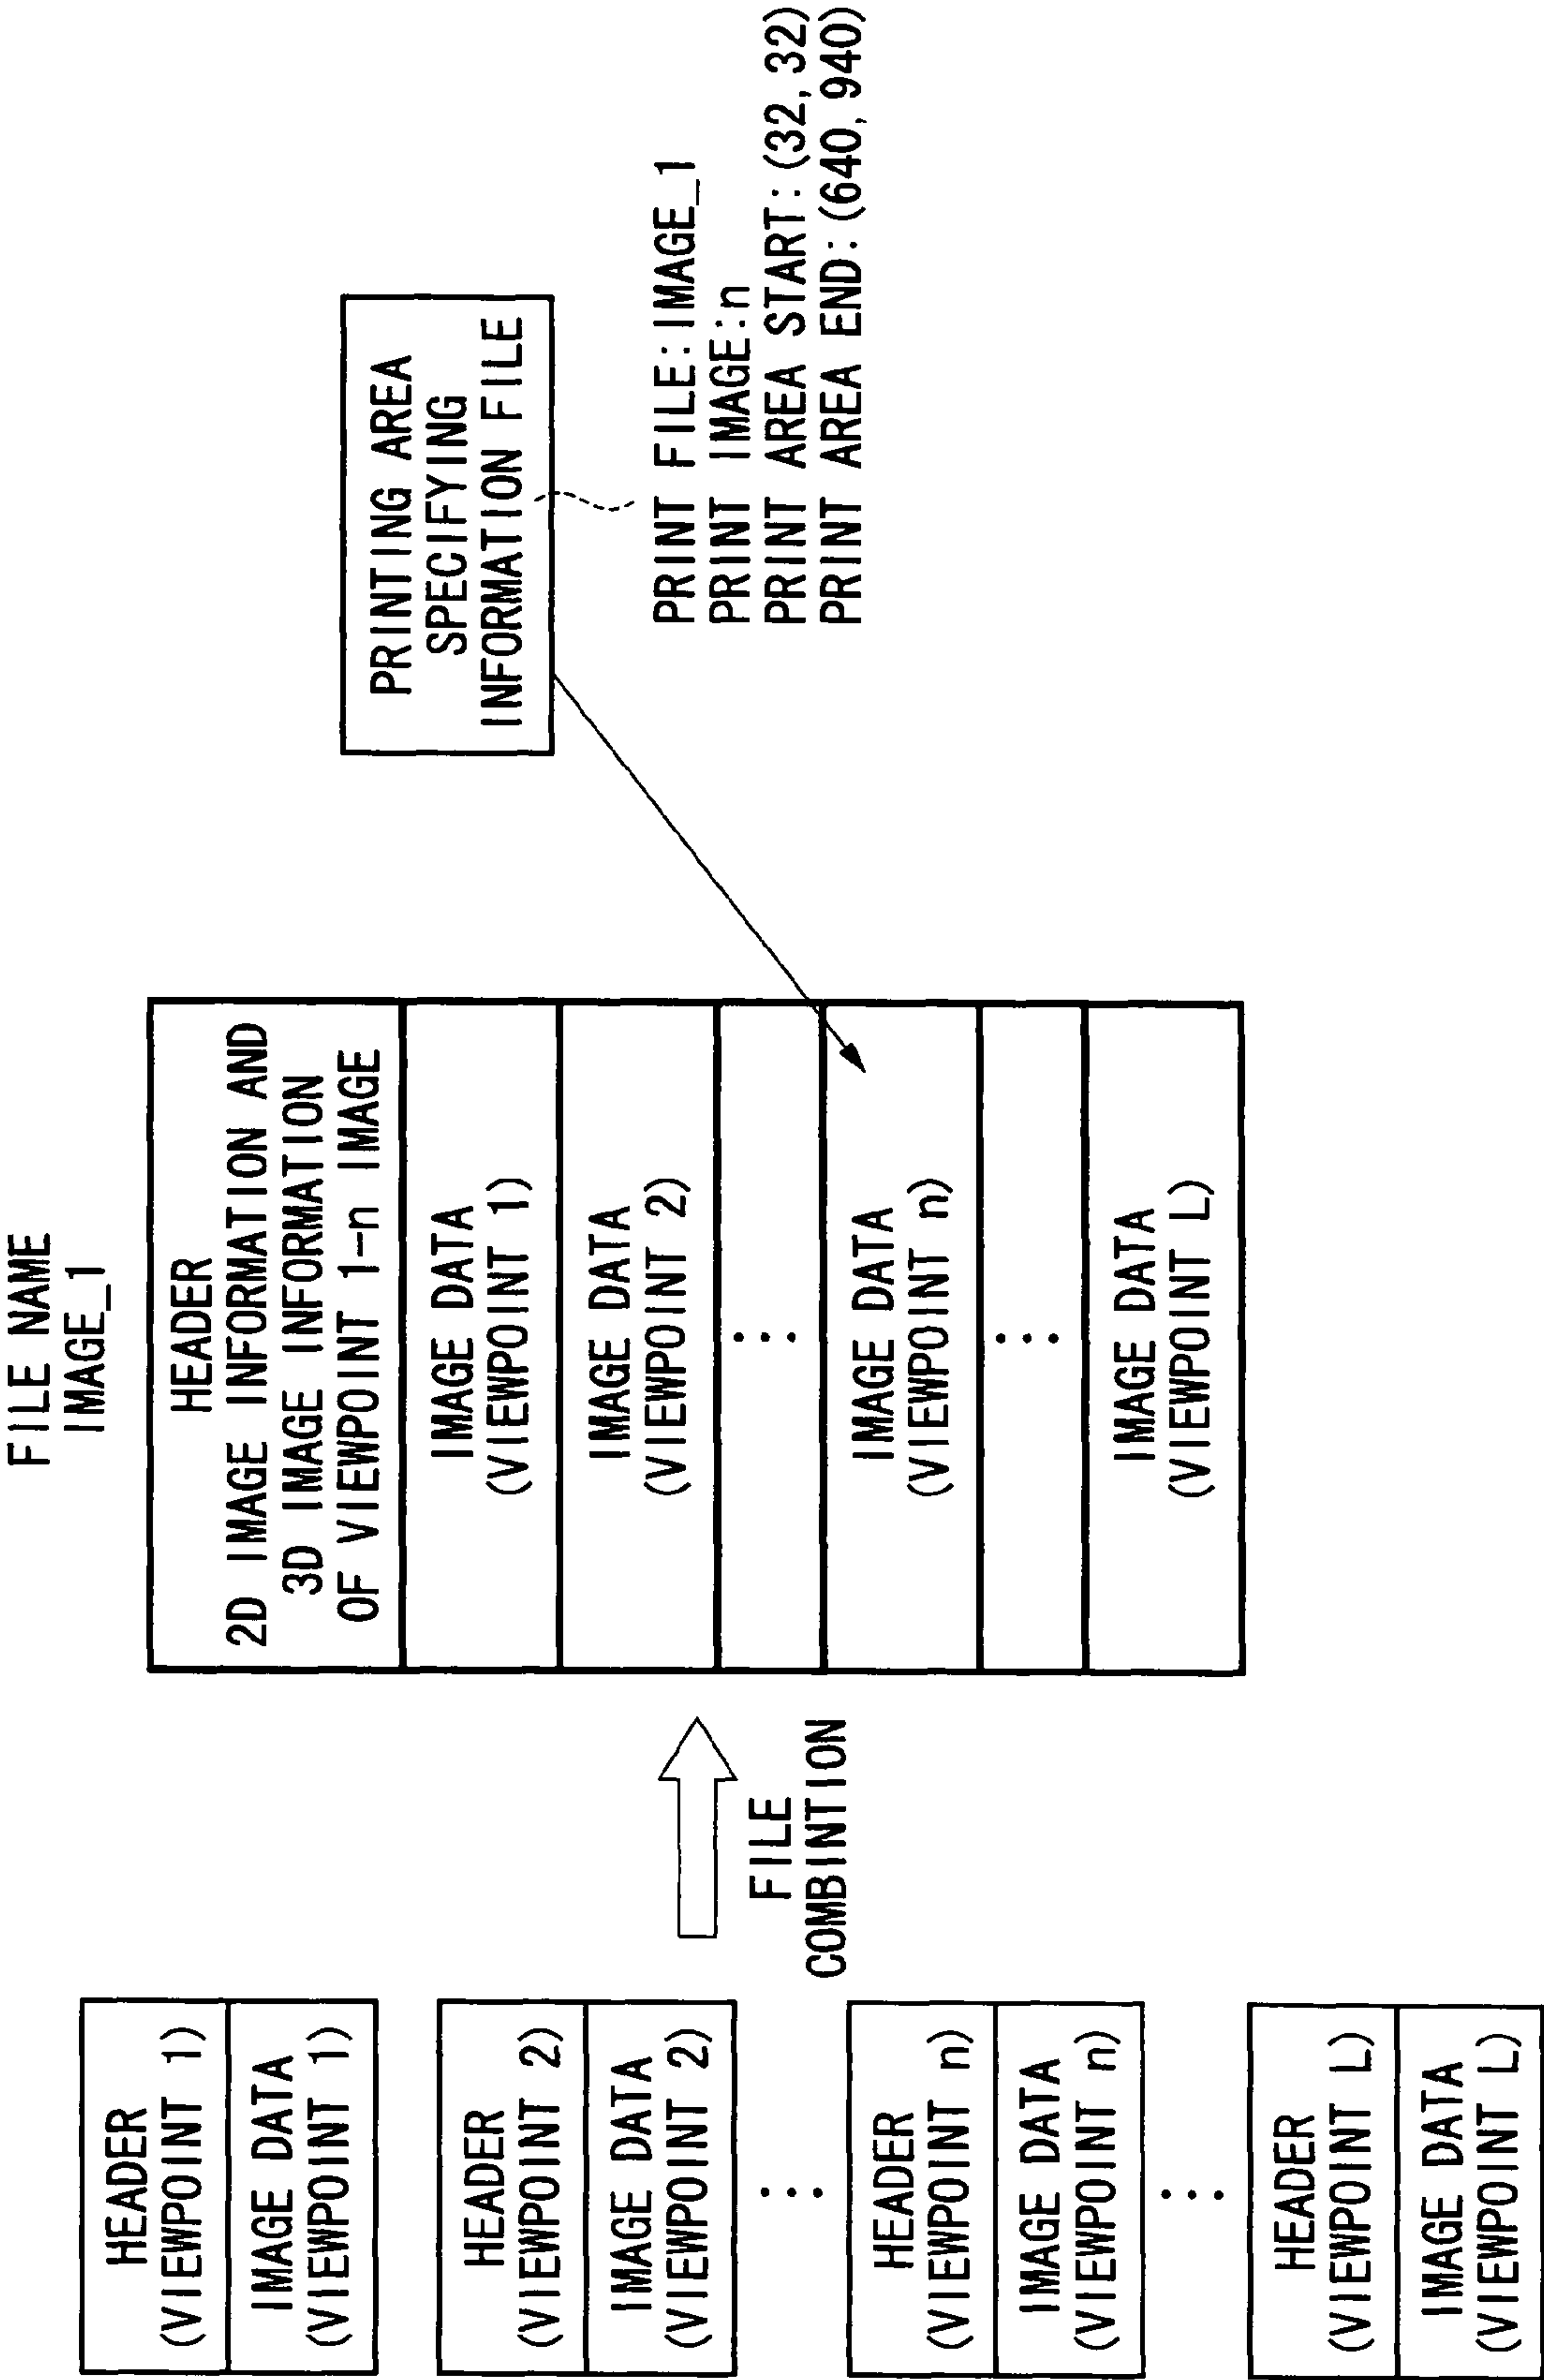 HEADER
(VIEWPOINT 1)
IMAGE DATA
(VIEWPOINT 1)
HEADER
(VIEWPOINT 2)
IMAGE DATA
(VIEWPOINT 2)
HEADER
(VIEWPOINT n)
IMAGE DATA
(VIEWPOINT n)
HEADER
(VIEWPOINT L)
IMAGE DATA
(VIEWPOINT L)
FILE
COMBINTION
FILE NAME
IMAGE_1
HEADER
2D IMAGE INFORMATION AND
3D IMAGE INFORMATION
OF VIEWPOINT 1-n IMAGE
IMAGE DATA
(VIEWPOINT 1)
IMAGE DATA
(VIEWPOINT 2)
IMAGE DATA
(VIEWPOINT n)
IMAGE DATA
(VIEWPOINT L)
PRINTING AREA
SPECIFYING
INFORMATION FILE
PRINT FILE:IMAGE_1
PRINT IMAGE:n
PRINT AREA START:(32,32)
PRINT AREA END:(640,940)